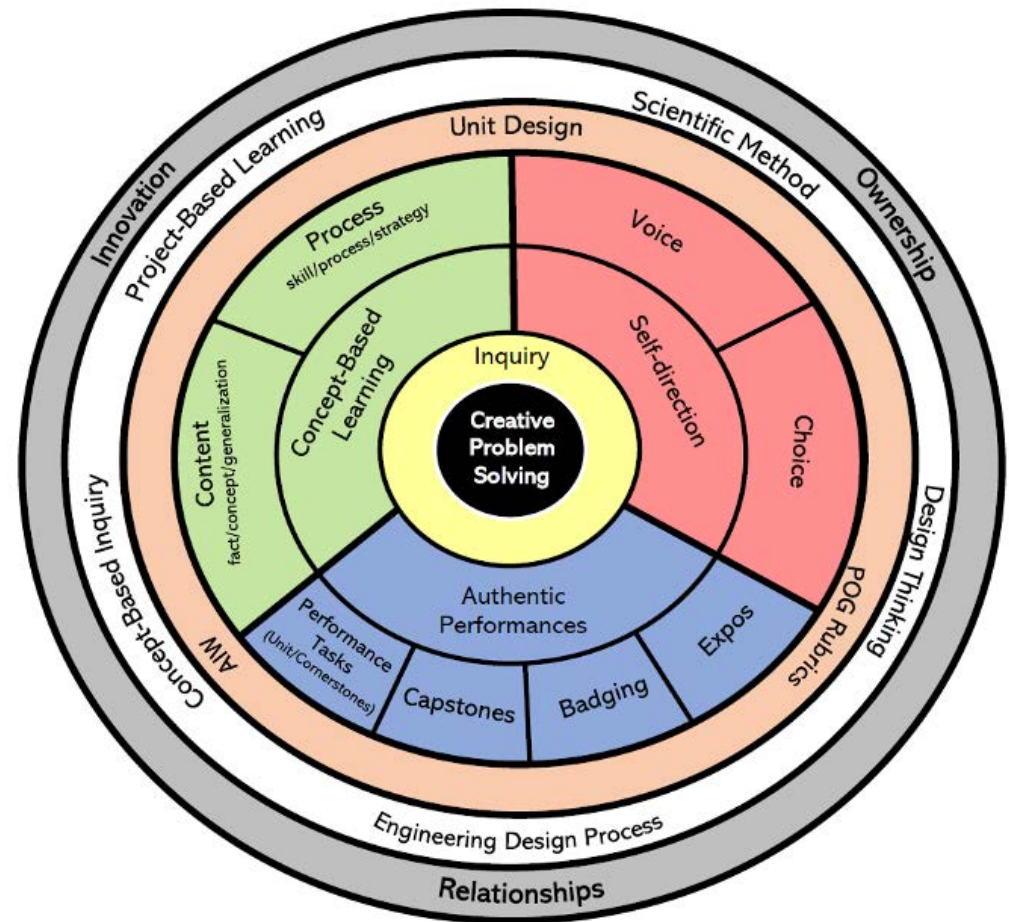 Innovation
Ownership
Relationships
Project-Based Learning
Scientific Method
Design Thinking
Engineering Design Process
Concept-Based Inquiry
Unit Design
POG Rubrics
AIW
Process
skill/process/strategy
Content
fact/concept/generalization
Concept-Based
Learning
Voice
Choice
Self-direction
Inquiry
Creative
Problem
Solving
Authentic
Performances
Performance
Tasks
(Unit/Cornerstones)
Capstones
Badging
Expos